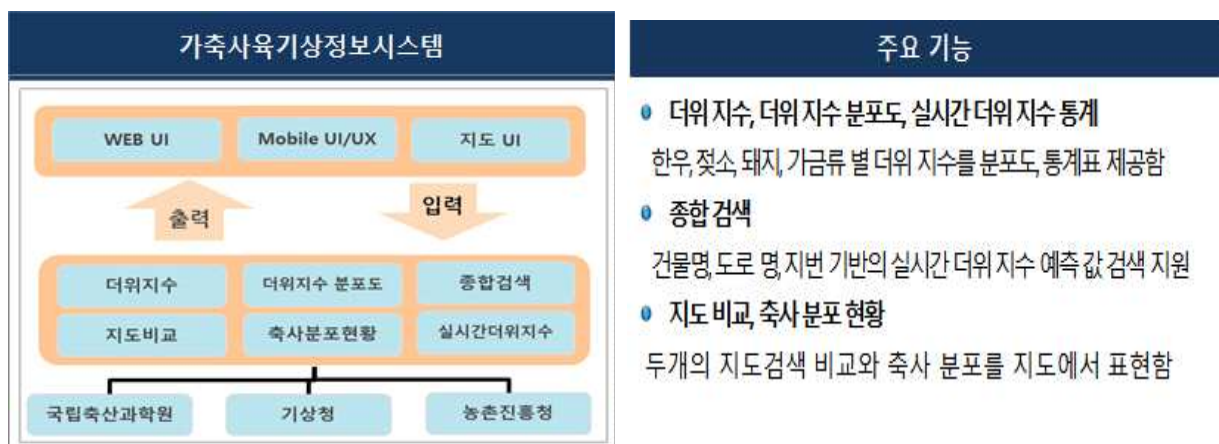 가축사육기상정보시스템
WEB UI
Mobile UI/UX
지도 UI
출력
입력
더위지수
더위지수 분포도
종합검색
지도비교
축사분포현황
실시간더위지수
국립축산과학원
기상청
농촌진흥청
주요 기능
더위 지수, 더위 지수 분포도, 실시간 더위 지수 통계
한우, 젖소, 돼지, 가금류 별 더위 지수를 분포도, 통계표 제공함
종합 검색
건물명, 도로 명, 지번 기반의 실시간 더위 지수 예측 값 검색 지원
지도 비교, 축사 분포 현황
두개의 지도검색 비교와 축사 분포를 지도에서 표현함